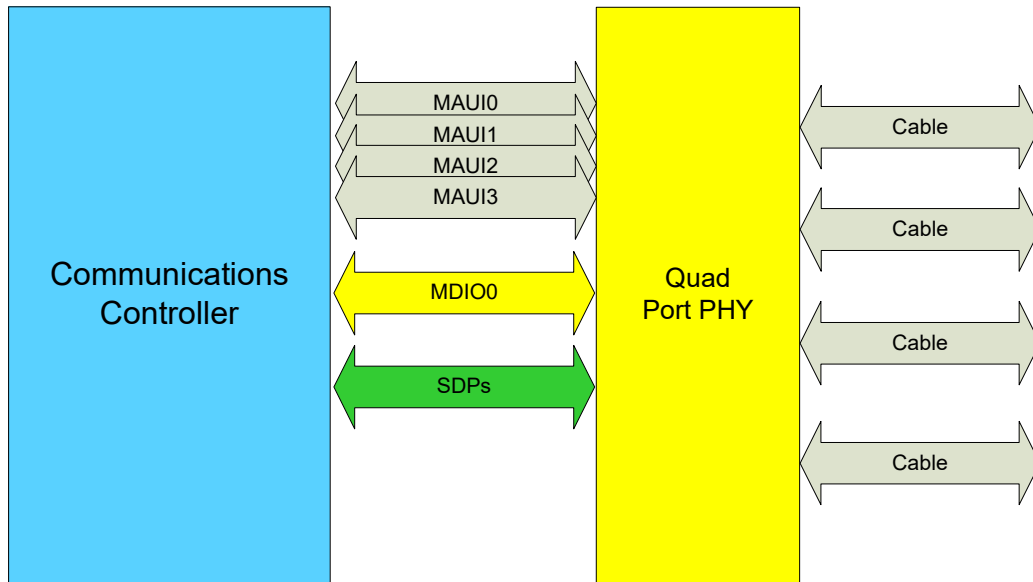 Communications
Controller
MAUI0
MAUI1
MAUI2
MAUI3
MDIO0
SDPs
Quad
Port PHY
Cable
Cable
Cable
Cable